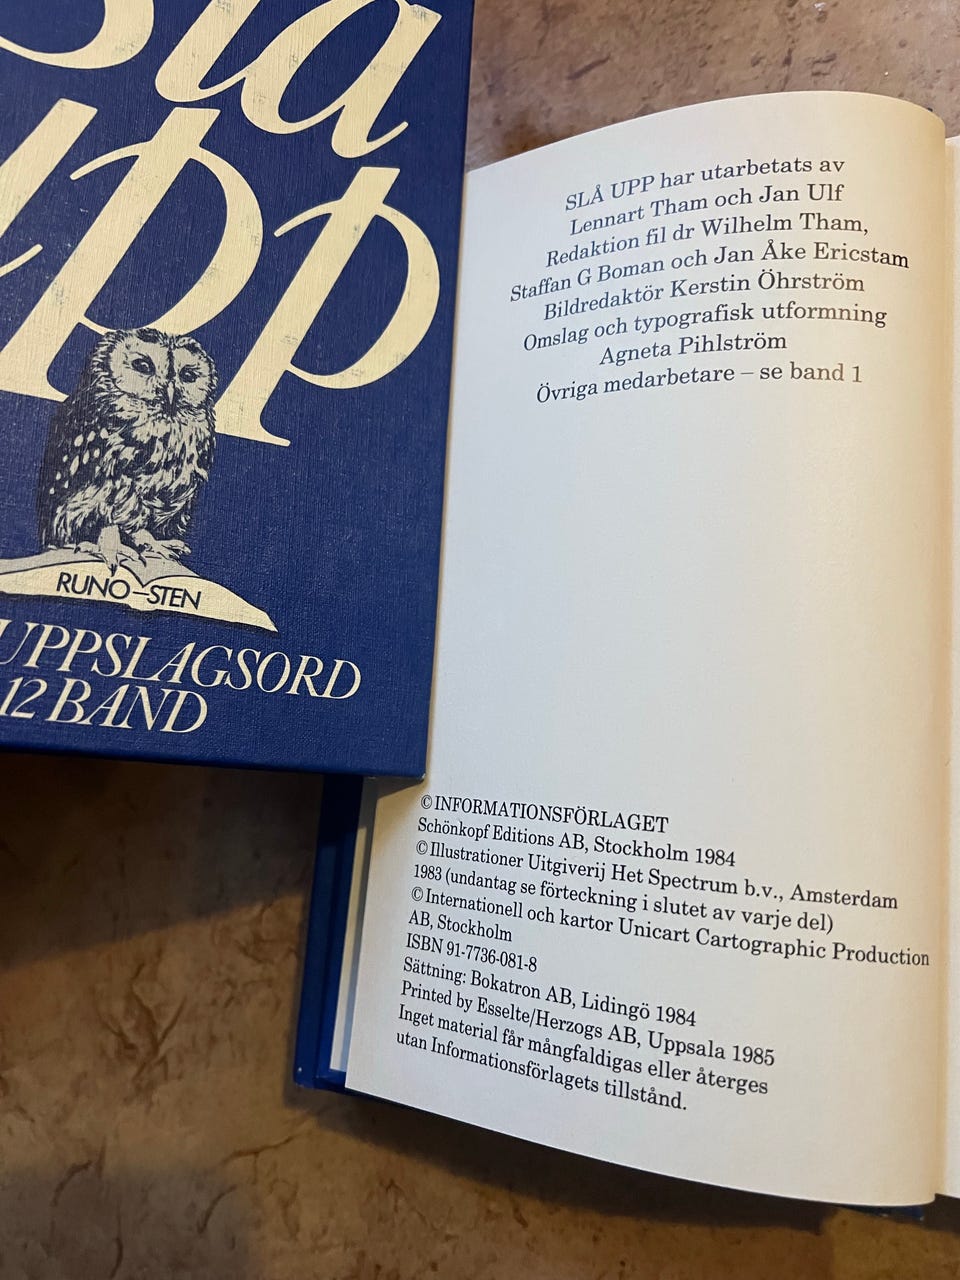 Slå
upp
RUNO–STEN
UPPSLAGSORD
12 BAND
SLÅ UPP har utarbetats av
Lennart Tham och Jan Ulf
Redaktion fil dr Wilhelm Tham,
Staffan G Boman och Jan Åke Ericstam
Bildredaktör Kerstin Öhrström
Omslag och typografisk utformning
Agneta Pihlström
Övriga medarbetare – se band 1
© INFORMATIONSFÖRLAGET
Schönkopf Editions AB, Stockholm 1984
© Illustrationer Uitgiverij Het Spectrum b.v., Amsterdam
1983 (undantag se förteckning i slutet av varje del)
© Internationell och kartor Unicart Cartographic Production
AB, Stockholm
ISBN 91-7736-081-8
Sättning: Bokatron AB, Lidingö 1984
Printed by Esselte/Herzogs AB, Uppsala 1985
Inget material får mångfaldigas eller återges
utan Informationsförlagets tillstånd.